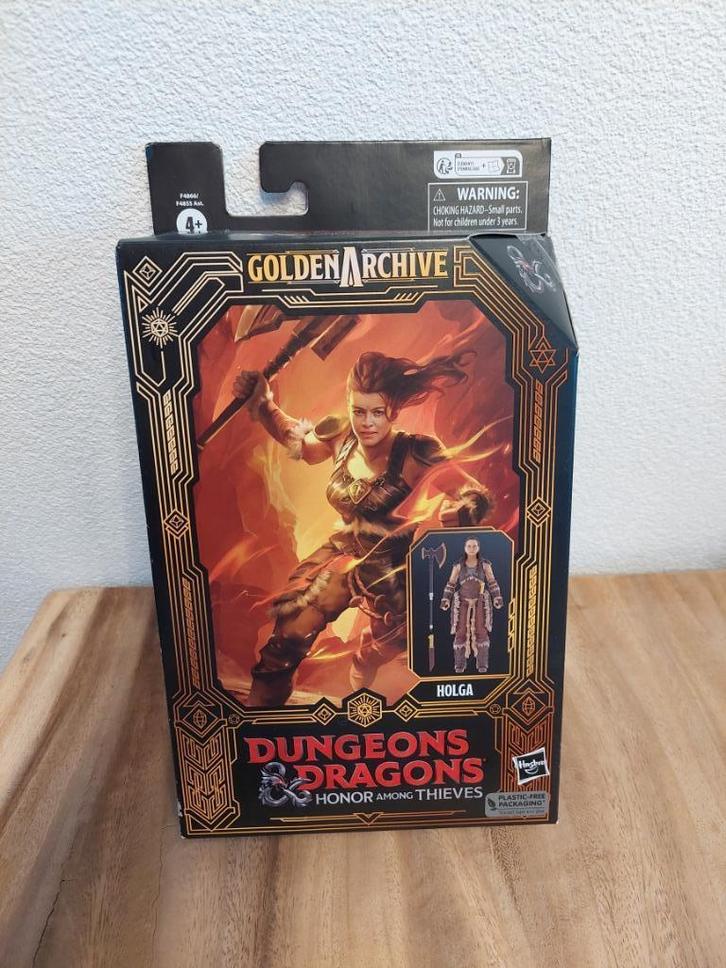 F4866/
F4855 Ast.
4+
WARNING:
CHOKING HAZARD–Small parts.
Not for children under 3 years.
GOLDEN ARCHIVE
HOLGA
DUNGEONS
& DRAGONS
HONOR AMONG THIEVES
Hasbro
PLASTIC-FREE
PACKAGING*